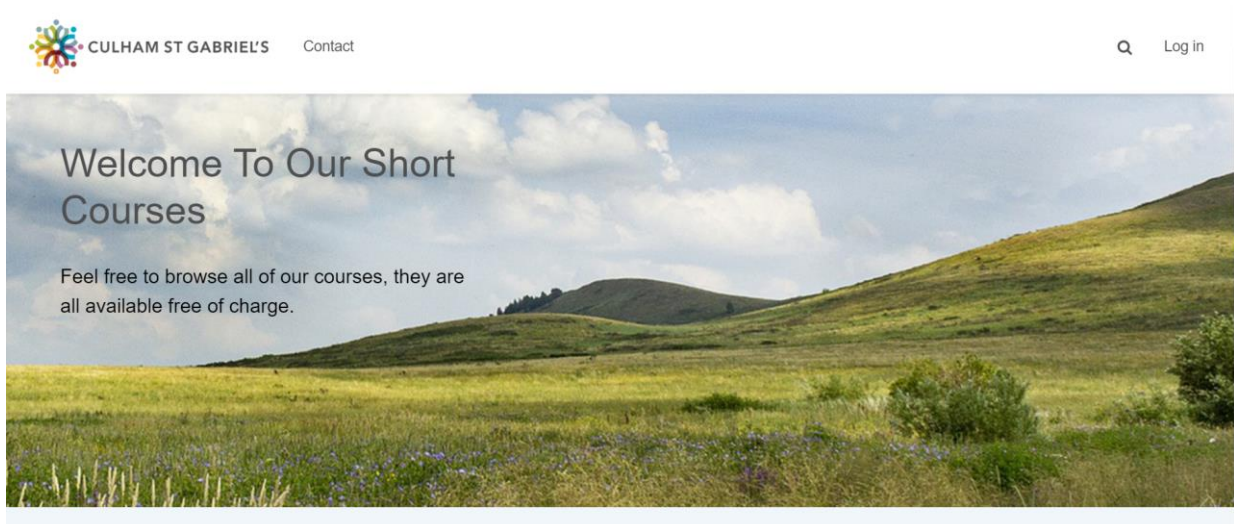 CULHAM ST GABRIEL'S
Contact
Log in
Welcome To Our Short
Courses
Feel free to browse all of our courses, they are
all available free of charge.